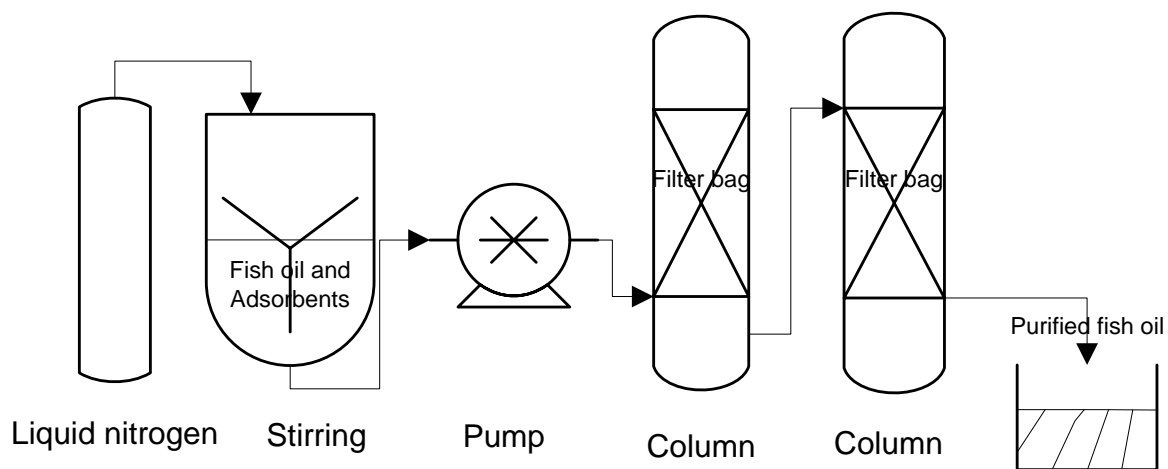 Filter bag
Filter bag
Fish oil and
Adsorbents
Purified fish oil
Liquid nitrogen
Stirring
Pump
Column
Column